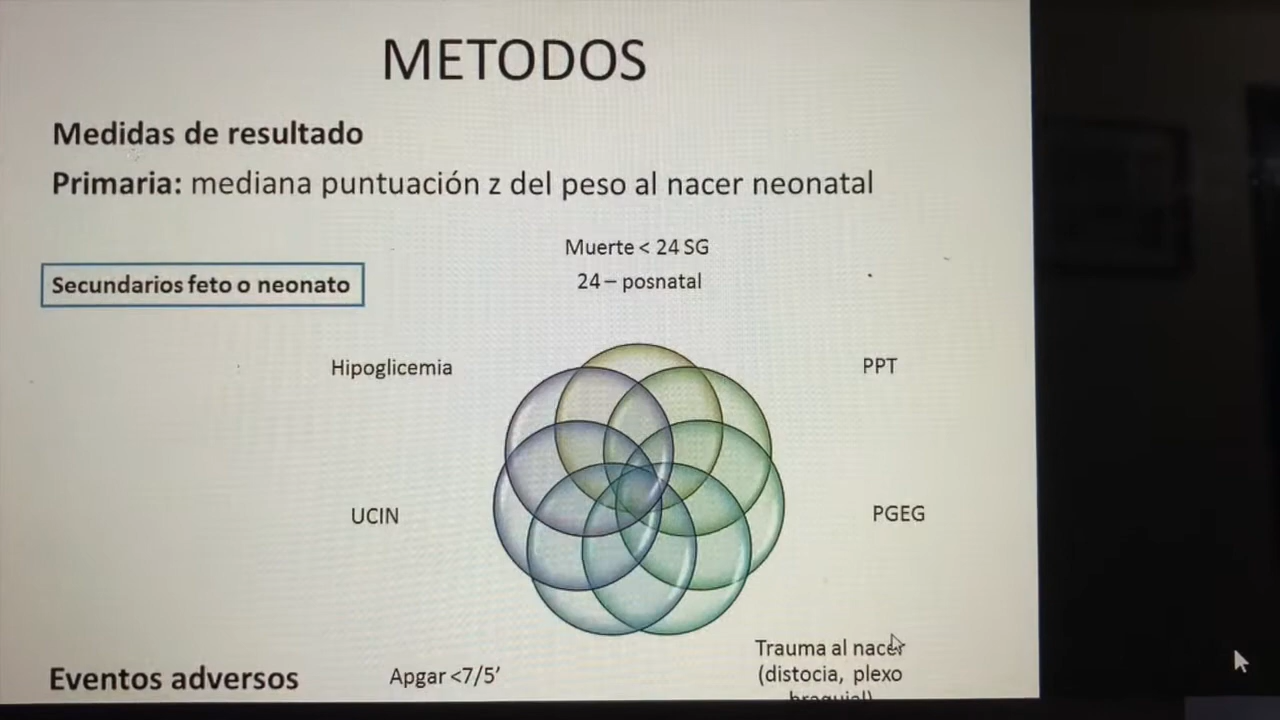 METODOS
Medidas de resultado
Primaria: mediana puntuación z del peso al nacer neonatal
Muerte < 24 SG
24 – posnatal
Secundarios feto o neonato
Hipoglicemia
PPT
UCIN
PGEG
Trauma al nacer
(distocia, plexo
braquial)
Eventos adversos
Apgar <7/5’